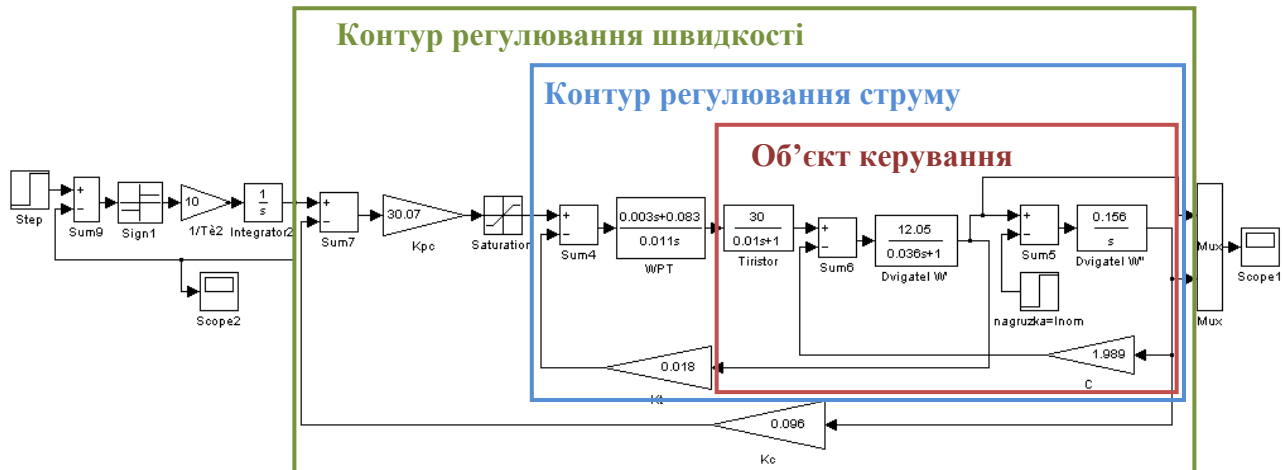 Контур регулювання швидкості
Контур регулювання струму
Об’єкт керування
Step
Sum9
Sign1
10
1/Tè2
1
s
Integrator2
Sum7
30.07
Kpc
Saturation
Sum4
0.003s+0.083
0.011s
WPT
30
0.01s+1
Tiristor
Sum6
12.05
0.036s+1
Dvigatel W'
Sum5
0.156
s
Dvigatel W''
Mux
Mux
Scope1
Scope2
nagruzka=Inom
0.018
1.989
C
0.096
Kc